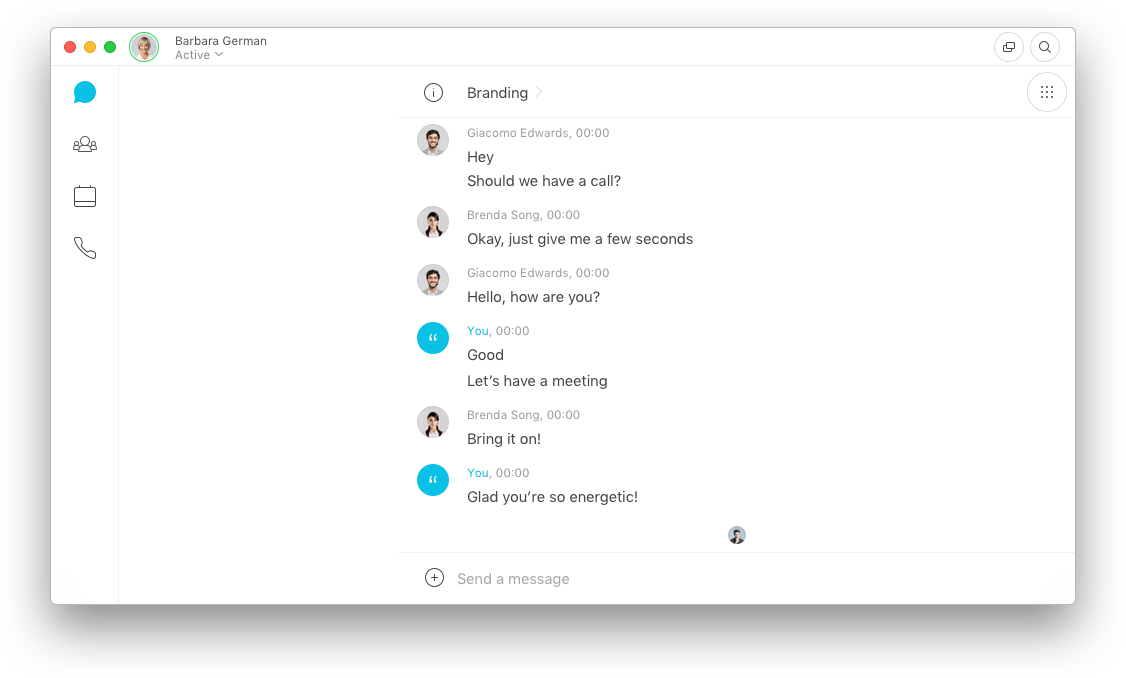 Barbara German
Active
Branding
Giacomo Edwards, 00:00
Hey
Should we have a call?
Brenda Song, 00:00
Okay, just give me a few seconds
Giacomo Edwards, 00:00
Hello, how are you?
You, 00:00
Good
Let’s have a meeting
Brenda Song, 00:00
Bring it on!
You, 00:00
Glad you’re so energetic!
Send a message